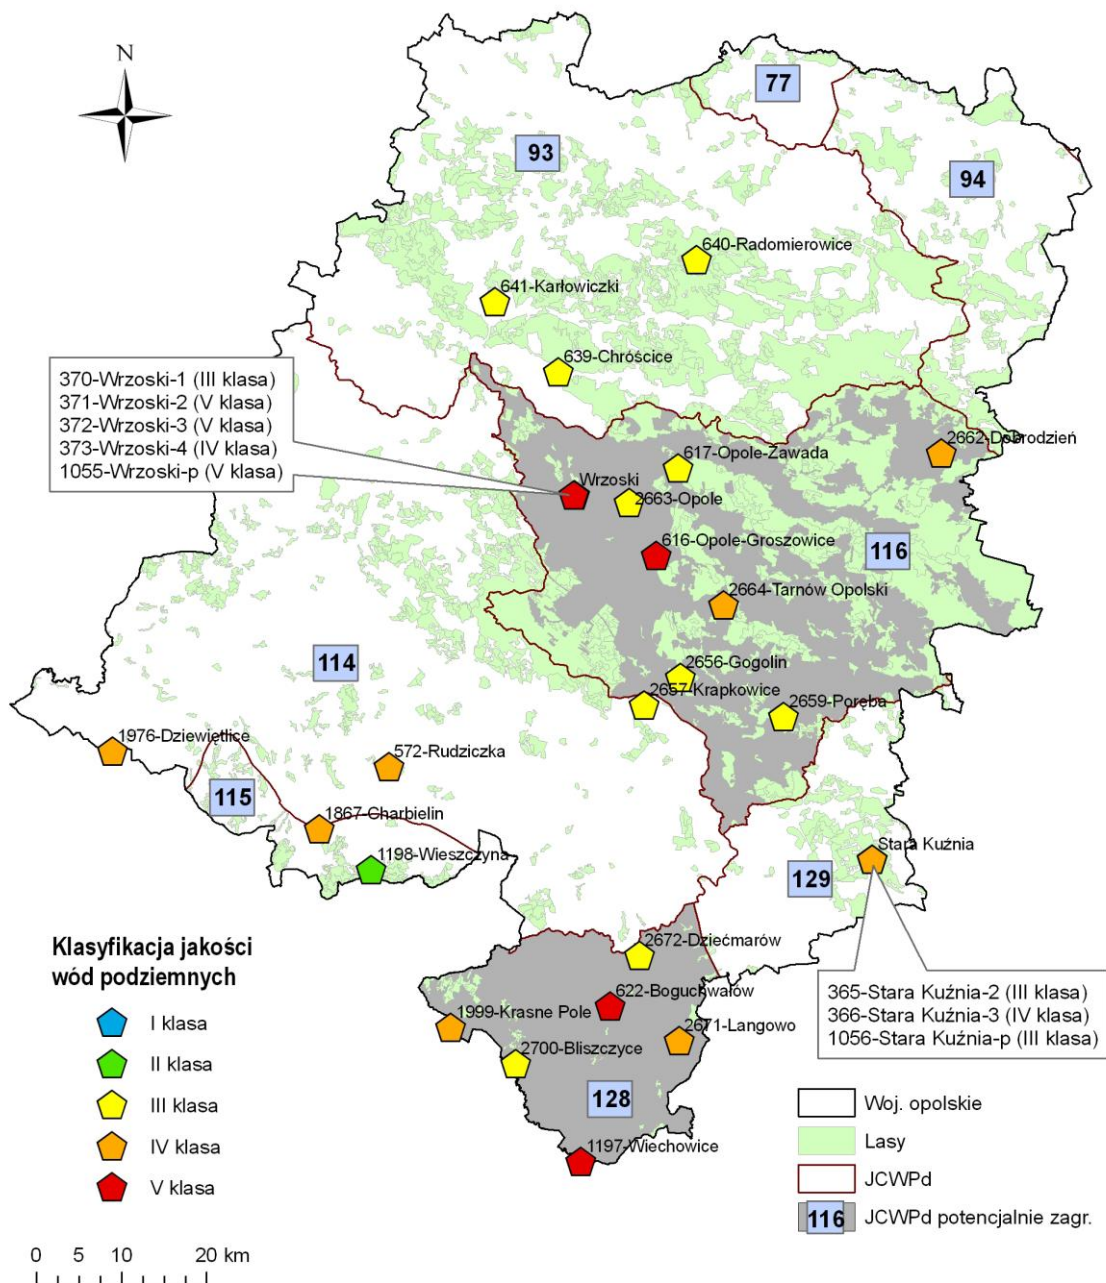 N
77
93
94
640-Radomierowice
641-Karłowiczki
639-Chróścice
370-Wrzoski-1 (III klasa)
371-Wrzoski-2 (V klasa)
372-Wrzoski-3 (V klasa)
373-Wrzoski-4 (IV klasa)
1055-Wrzoski-p (V klasa)
2662-Dobrodzień
617-Opole-Zawada
Wrzoski
2663-Opole
616-Opole-Groszowice
116
2664-Tarnów Opolski
114
2656-Gogolin
2657-Krapkowice
2659-Poręba
1976-Dziewiętlice
572-Rudziczka
115
1867-Charbielin
1198-Wieszczyna
Stara Kuźnia
129
2672-Dziećmarów
622-Boguchwałów
1999-Krasne Pole
2671-Langowo
2700-Bliszczyce
128
1197-Wiechowice
365-Stara Kuźnia-2 (III klasa)
366-Stara Kuźnia-3 (IV klasa)
1056-Stara Kuźnia-p (III klasa)
Klasyfikacja jakości
wód podziemnych
I klasa
II klasa
III klasa
IV klasa
V klasa
Woj. opolskie
Lasy
JCWPd
116 JCWPd potencjalnie zagr.
0 5 10 20 km